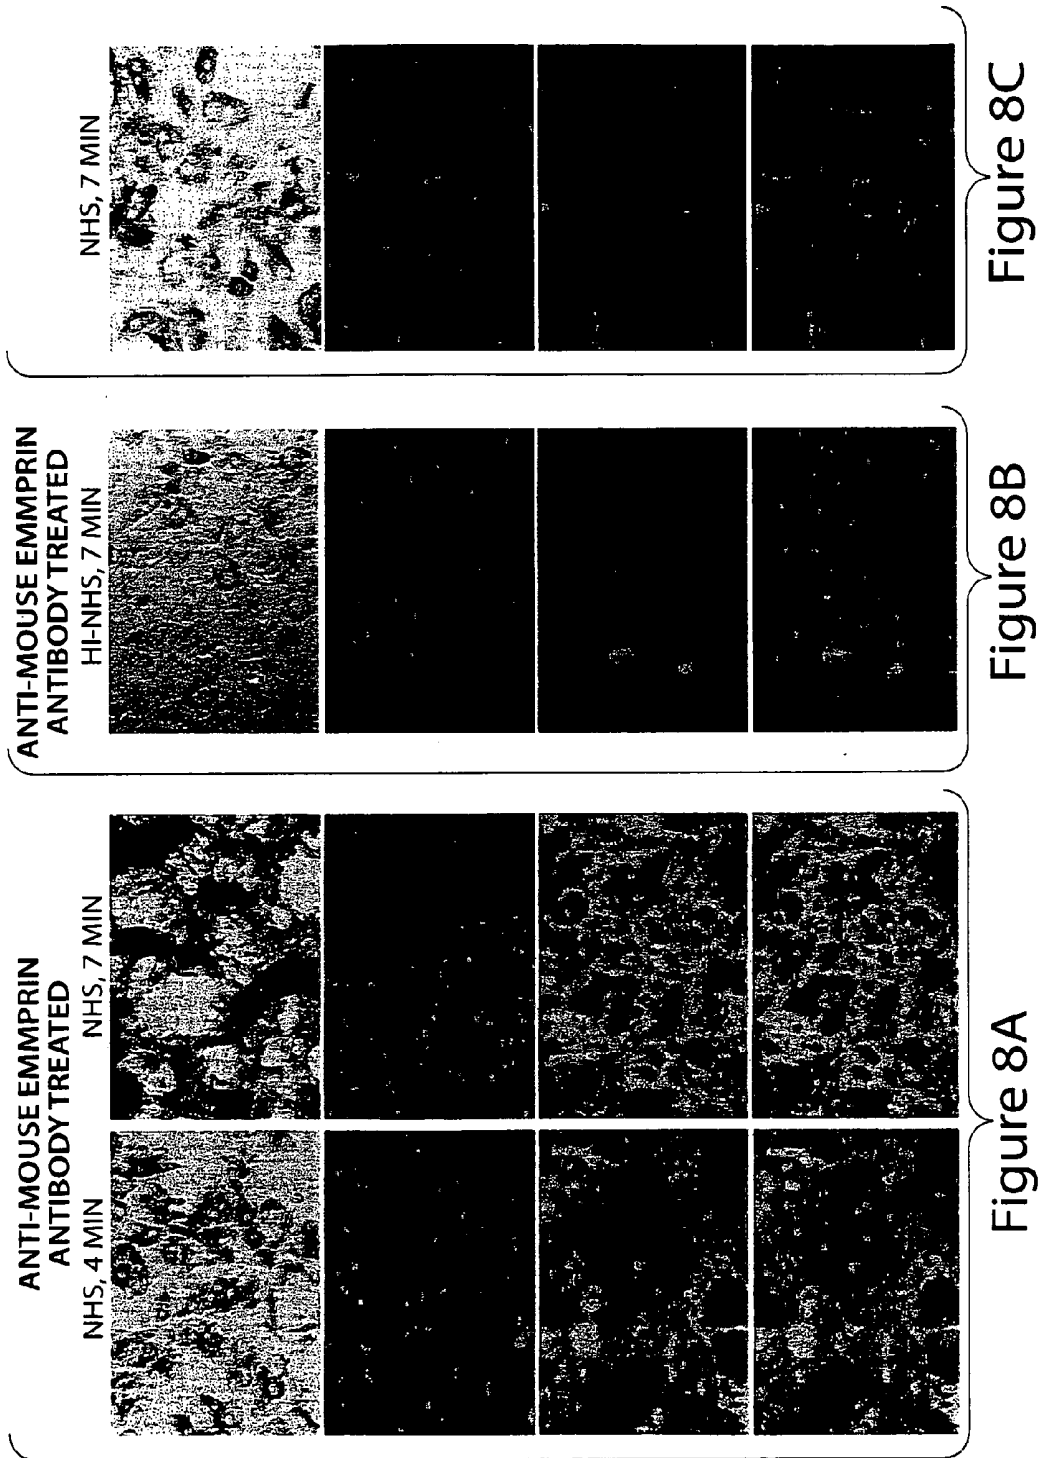 ANTI-MOUSE EMMPRIN
ANTIBODY TREATED
NHS, 4 MIN
NHS, 7 MIN
Figure 8A
ANTI-MOUSE EMMPRIN
ANTIBODY TREATED
HI-NHS, 7 MIN
Figure 8B
NHS, 7 MIN
Figure 8C